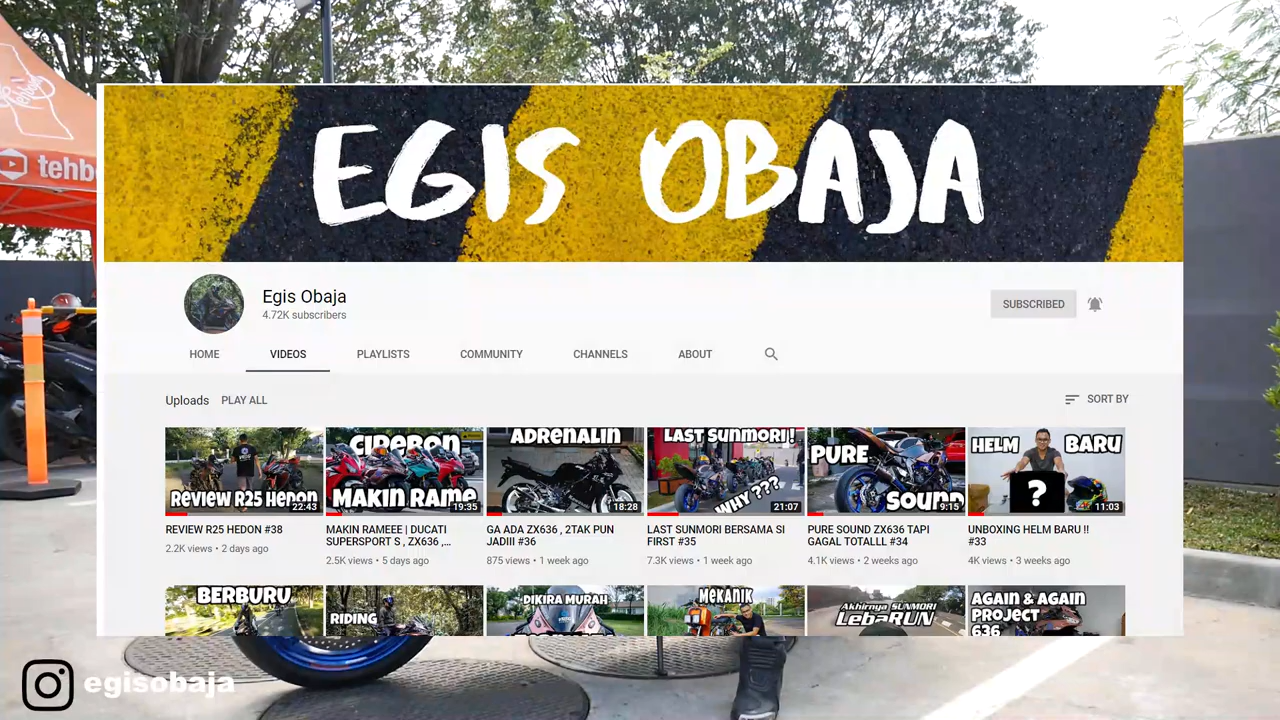 tehb
EGIS OBAJA
Egis Obaja
4.72K subscribers
SUBSCRIBED
HOME
VIDEOS
PLAYLISTS
COMMUNITY
CHANNELS
ABOUT
Uploads
PLAY ALL
SORT BY
REVIEW R25 HEDON
22:43
REVIEW R25 HEDON #38
2.2K views • 2 days ago
CIREBON
MAKIN RAME
19:35
MAKIN RAMEEE | DUCATI
SUPERSPORT S , ZX636 ,...
2.5K views • 5 days ago
ADRENALIN
18:28
GA ADA ZX636 , 2TAK PUN
JADIII #36
875 views • 1 week ago
LAST SUNMORI!
WHY ???
21:07
LAST SUNMORI BERSAMA SI
FIRST #35
7.3K views • 1 week ago
PURE
SOUND
9:15
PURE SOUND ZX636 TAPI
GAGAL TOTALLL #34
4.1K views • 2 weeks ago
HELM BARU
?
11:03
UNBOXING HELM BARU !!
#33
4K views • 3 weeks ago
BERBURU
RIDING
DIKIRA MURAH
MEKANIK
Akhirnya SUNMORI
LebaRUN
AGAIN & AGAIN
PROJECT
636
egisobaja